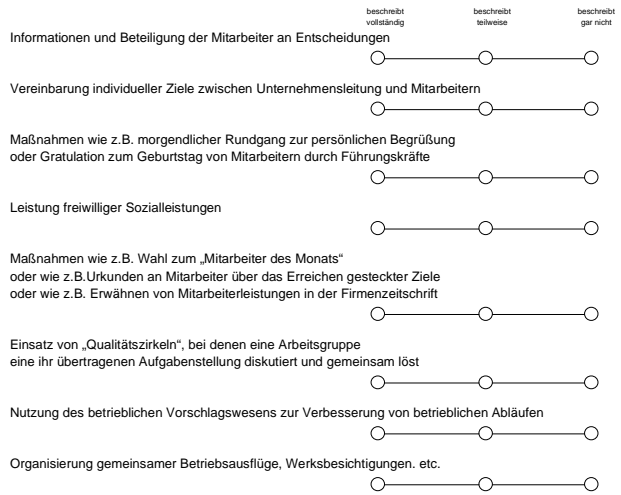 beschreibt beschreibt beschreibt
vollständig teilweise gar nicht
Informationen und Beteiligung der Mitarbeiter an Entscheidungen
Vereinbarung individueller Ziele zwischen Unternehmensleitung und Mitarbeitern
Maßnahmen wie z.B. morgendlicher Rundgang zur persönlichen Begrüßung
oder Gratulation zum Geburtstag von Mitarbeitern durch Führungskräfte
Leistung freiwilliger Sozialleistungen
Maßnahmen wie z.B. Wahl zum „Mitarbeiter des Monats“
oder wie z.B.Urkunden an Mitarbeiter über das Erreichen gesteckter Ziele
oder wie z.B. Erwähnen von Mitarbeiterleistungen in der Firmenzeitschrift
Einsatz von „Qualitätszirkeln“, bei denen eine Arbeitsgruppe
eine ihr übertragenen Aufgabenstellung diskutiert und gemeinsam löst
Nutzung des betrieblichen Vorschlagswesens zur Verbesserung von betrieblichen Abläufen
Organisierung gemeinsamer Betriebsausflüge, Werksbesichtigungen. etc.